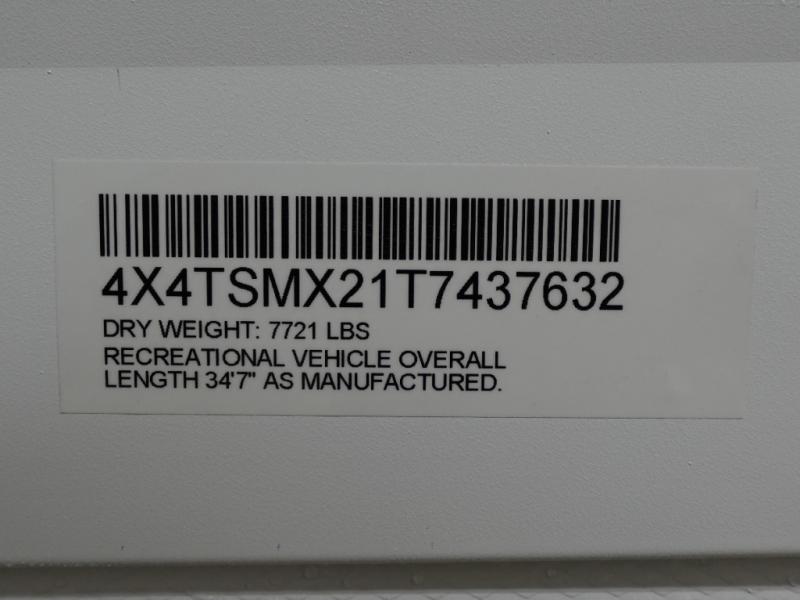 4X4TSMX21T7437632
DRY WEIGHT: 7721 LBS
RECREATIONAL VEHICLE OVERALL
LENGTH 34'7" AS MANUFACTURED.